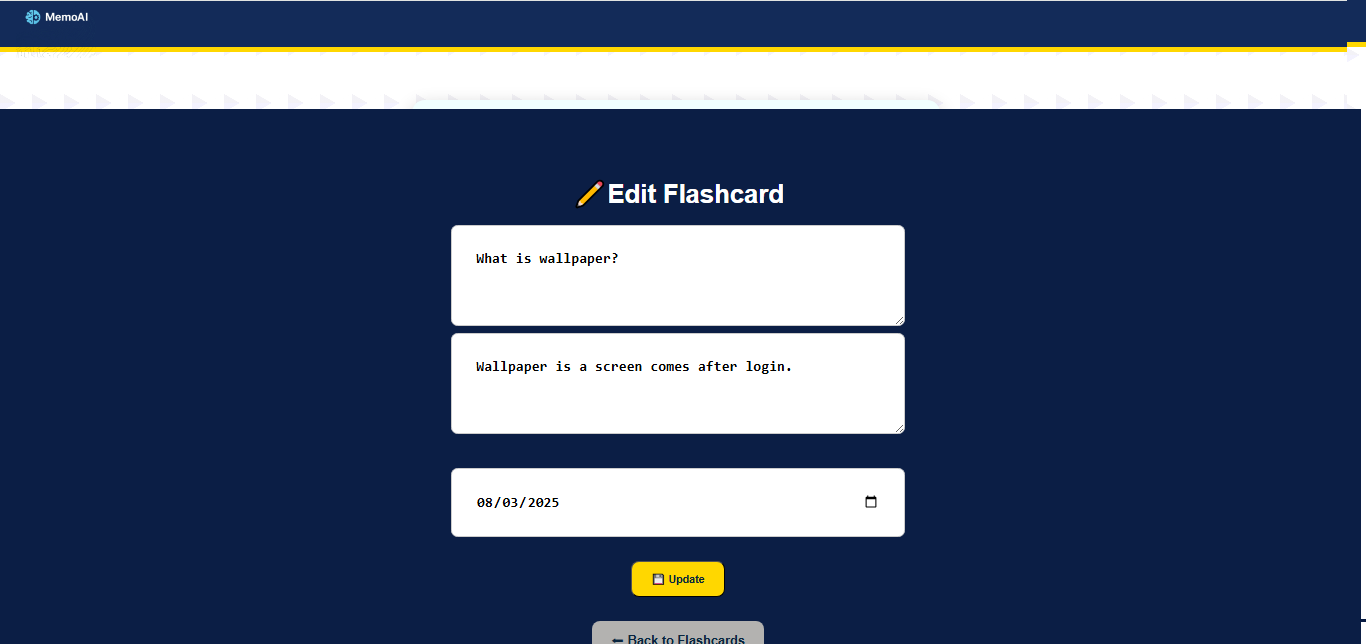 MemoAI
Edit Flashcard
What is wallpaper?
Wallpaper is a screen comes after login.
08/03/2025
Update
Back to Flashcards